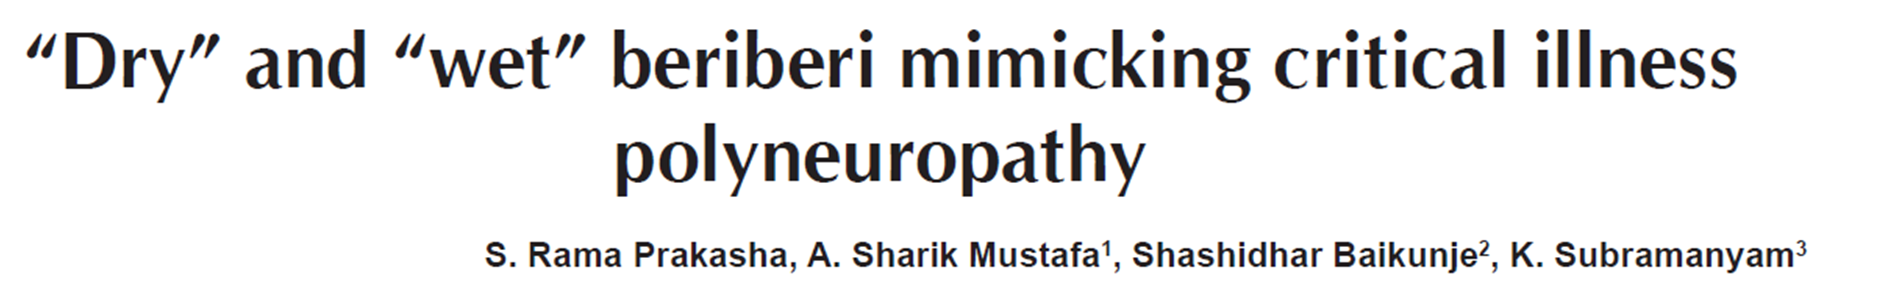 “Dry” and “wet” beriberi mimicking critical illness
polyneuropathy
S. Rama Prakasha, A. Sharik Mustafa¹, Shashidhar Baikunje², K. Subramanyam³